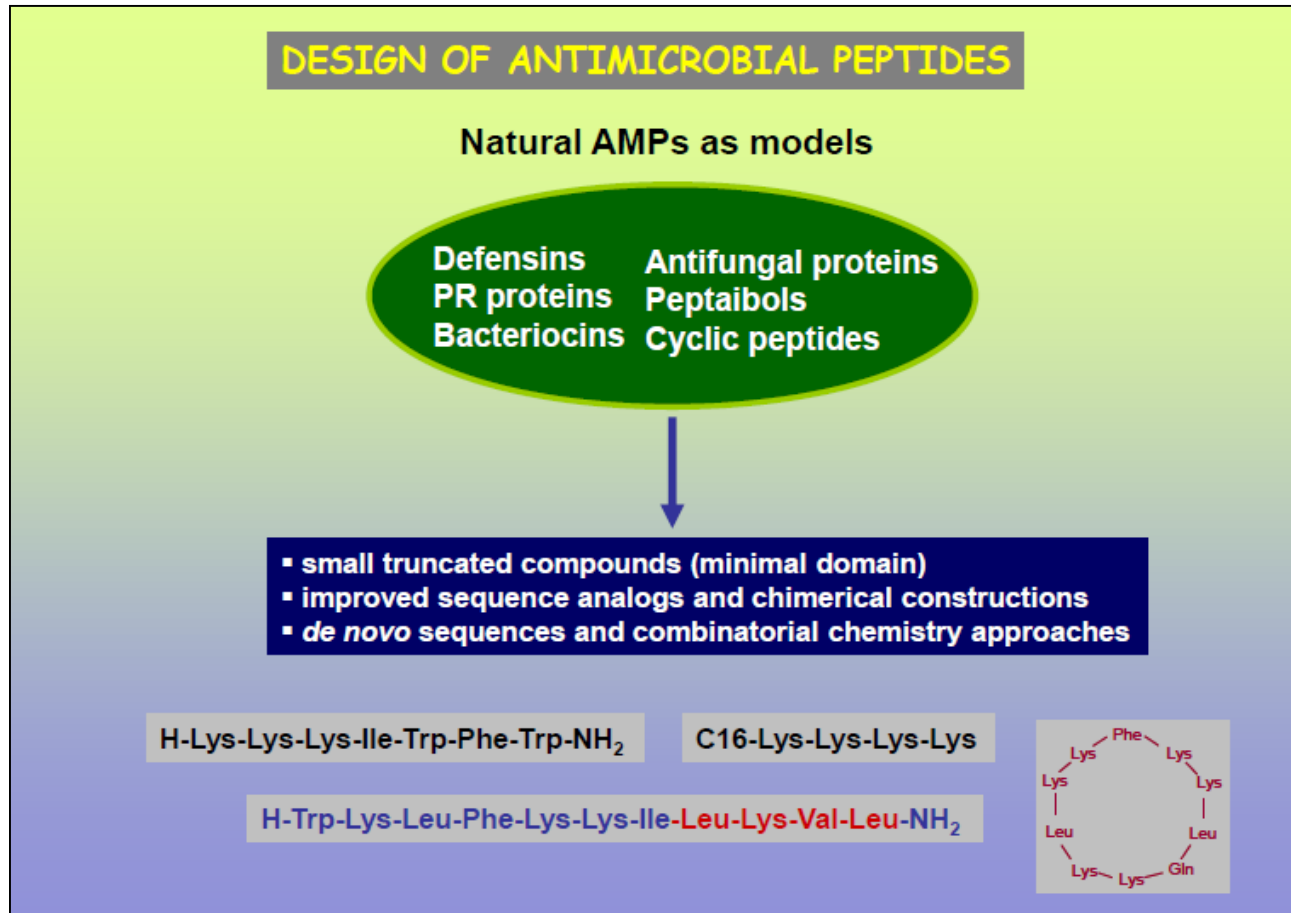 DESIGN OF ANTIMICROBIAL PEPTIDES
Natural AMPs as models
Defensins
PR proteins
Bacteriocins
Antifungal proteins
Peptaibols
Cyclic peptides
▪ small truncated compounds (minimal domain)
▪ improved sequence analogs and chimerical constructions
▪ de novo sequences and combinatorial chemistry approaches
H-Lys-Lys-Lys-Ile-Trp-Phe-Trp-NH₂
C16-Lys-Lys-Lys-Lys
H-Trp-Lys-Leu-Phe-Lys-Lys-Ile-Leu-Lys-Val-Leu-NH₂
Phe
Lys
Lys
Leu
Gln
Lys
Lys
Leu
Lys
Lys